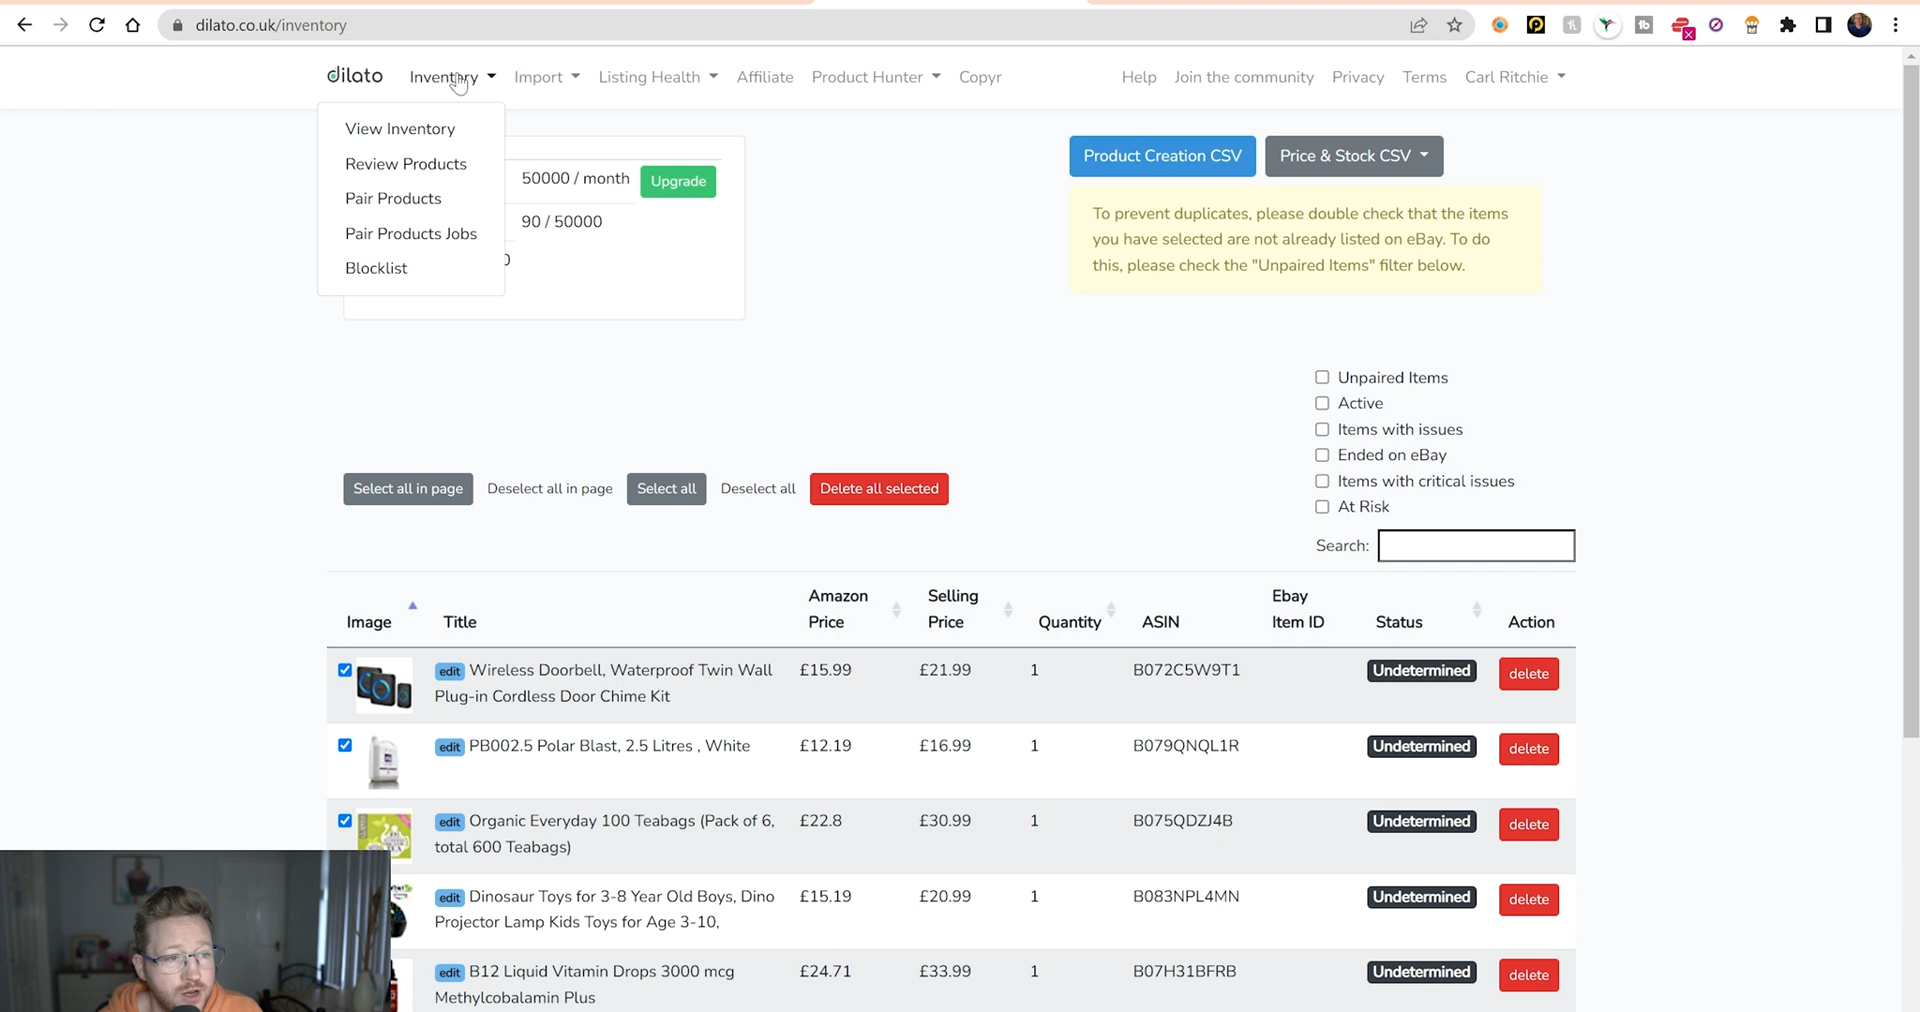 dilato.co.uk/inventory
dilato Inventory Import Listing Health Affiliate Product Hunter Copyr Help Join the community Privacy Terms Carl Ritchie
View Inventory
Review Products
Pair Products
Pair Products Jobs
Blocklist
50000 / month Upgrade
90 / 50000
0
Product Creation CSV Price & Stock CSV
To prevent duplicates, please double check that the items
you have selected are not already listed on eBay. To do
this, please check the "Unpaired Items" filter below.
Unpaired Items
Active
Items with issues
Ended on eBay
Items with critical issues
At Risk
Select all in page Deselect all in page Select all Deselect all Delete all selected
Search:
Image Title Amazon Price Selling Price Quantity ASIN Ebay Item ID Status Action
edit Wireless Doorbell, Waterproof Twin Wall £15.99 £21.99 1 B072C5W9T1 Undetermined delete
Plug-in Cordless Door Chime Kit
edit PB002.5 Polar Blast, 2.5 Litres , White £12.19 £16.99 1 B079QNQL1R Undetermined delete
edit Organic Everyday 100 Teabags (Pack of 6, £22.8 £30.99 1 B075QDZJ4B Undetermined delete
total 600 Teabags)
edit Dinosaur Toys for 3-8 Year Old Boys, Dino £15.19 £20.99 1 B083NPL4MN Undetermined delete
Projector Lamp Kids Toys for Age 3-10,
edit B12 Liquid Vitamin Drops 3000 mcg £24.71 £33.99 1 B07H31BFRB Undetermined delete
Methylcobalamin Plus